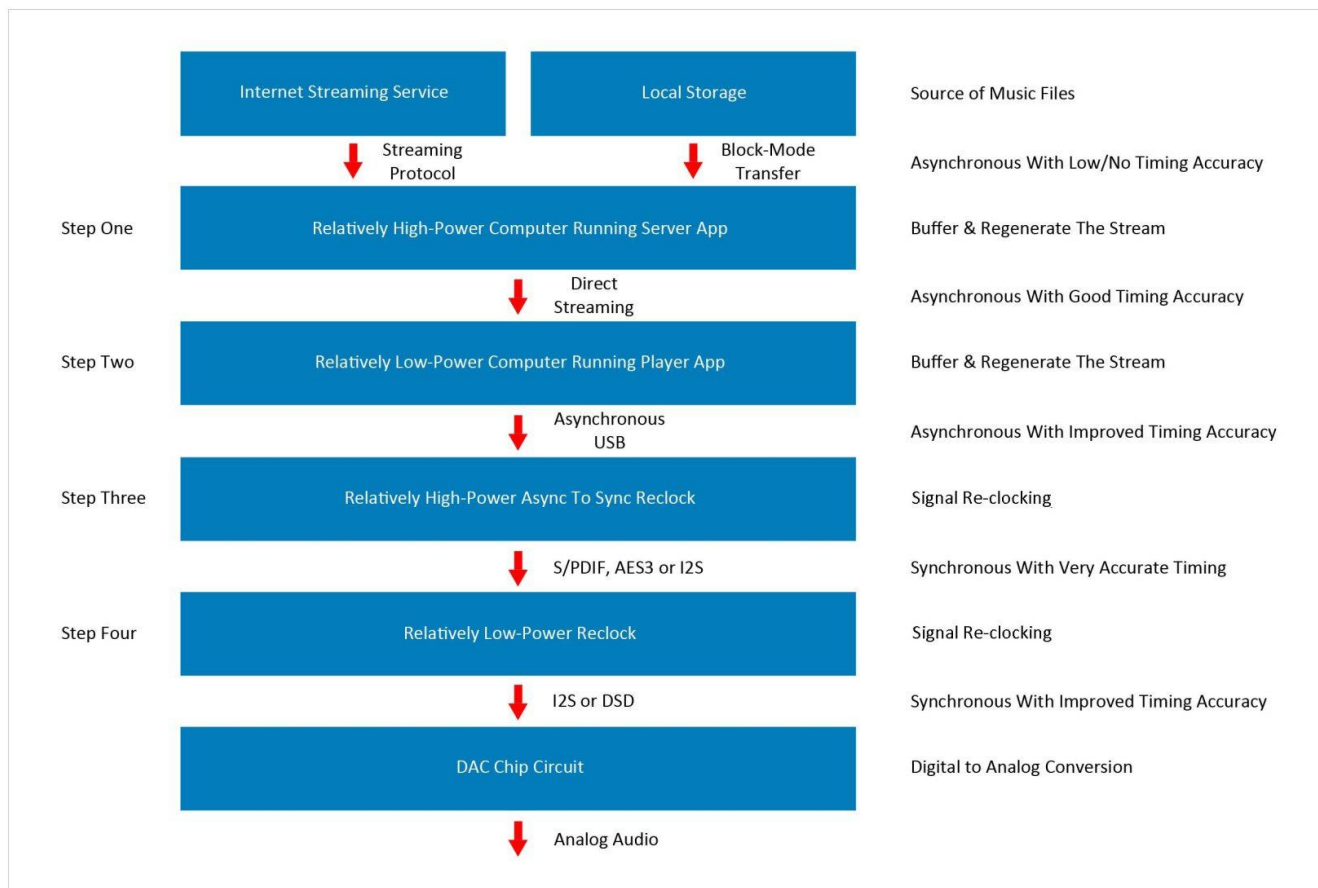 Internet Streaming Service
Local Storage
Source of Music Files
Streaming
Protocol
Block-Mode
Transfer
Asynchronous With Low/No Timing Accuracy
Step One
Relatively High-Power Computer Running Server App
Buffer & Regenerate The Stream
Direct
Streaming
Asynchronous With Good Timing Accuracy
Step Two
Relatively Low-Power Computer Running Player App
Buffer & Regenerate The Stream
Asynchronous
USB
Asynchronous With Improved Timing Accuracy
Step Three
Relatively High-Power Async To Sync Reclock
Signal Re-clocking
S/PDIF, AES3 or I2S
Synchronous With Very Accurate Timing
Step Four
Relatively Low-Power Reclock
Signal Re-clocking
I2S or DSD
Synchronous With Improved Timing Accuracy
DAC Chip Circuit
Digital to Analog Conversion
Analog Audio